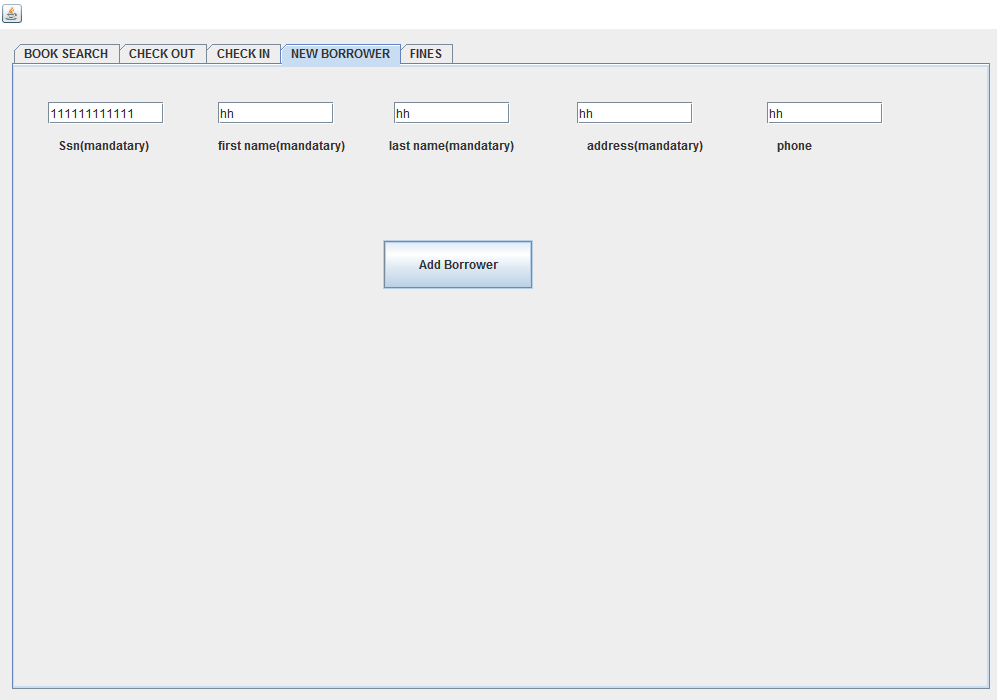 BOOK SEARCH CHECK OUT CHECK IN NEW BORROWER FINES
111111111111 hh hh hh hh
Ssn(mandatary) first name(mandatary) last name(mandatary) address(mandatary) phone
Add Borrower